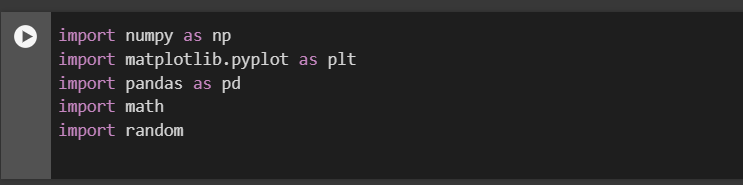 import numpy as np
import matplotlib.pyplot as plt
import pandas as pd
import math
import random